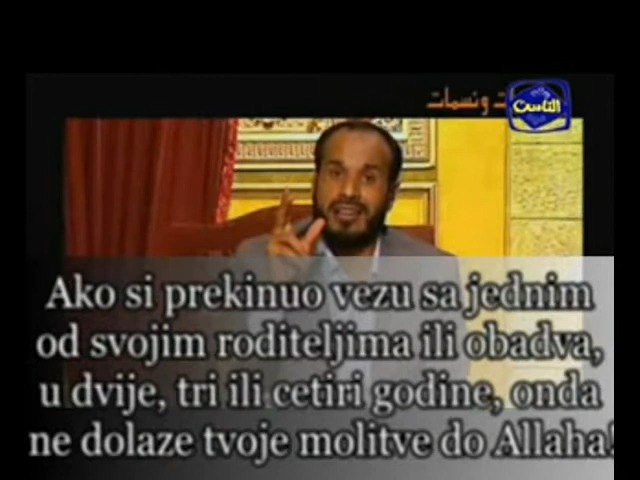 ونسمات
الناس
Ako si prekinuo vezu sa jednim
od svojim roditeljima ili obadva,
u dvije, tri ili cetiri godine, onda
ne dolaze tvoje molitve do Allaha!